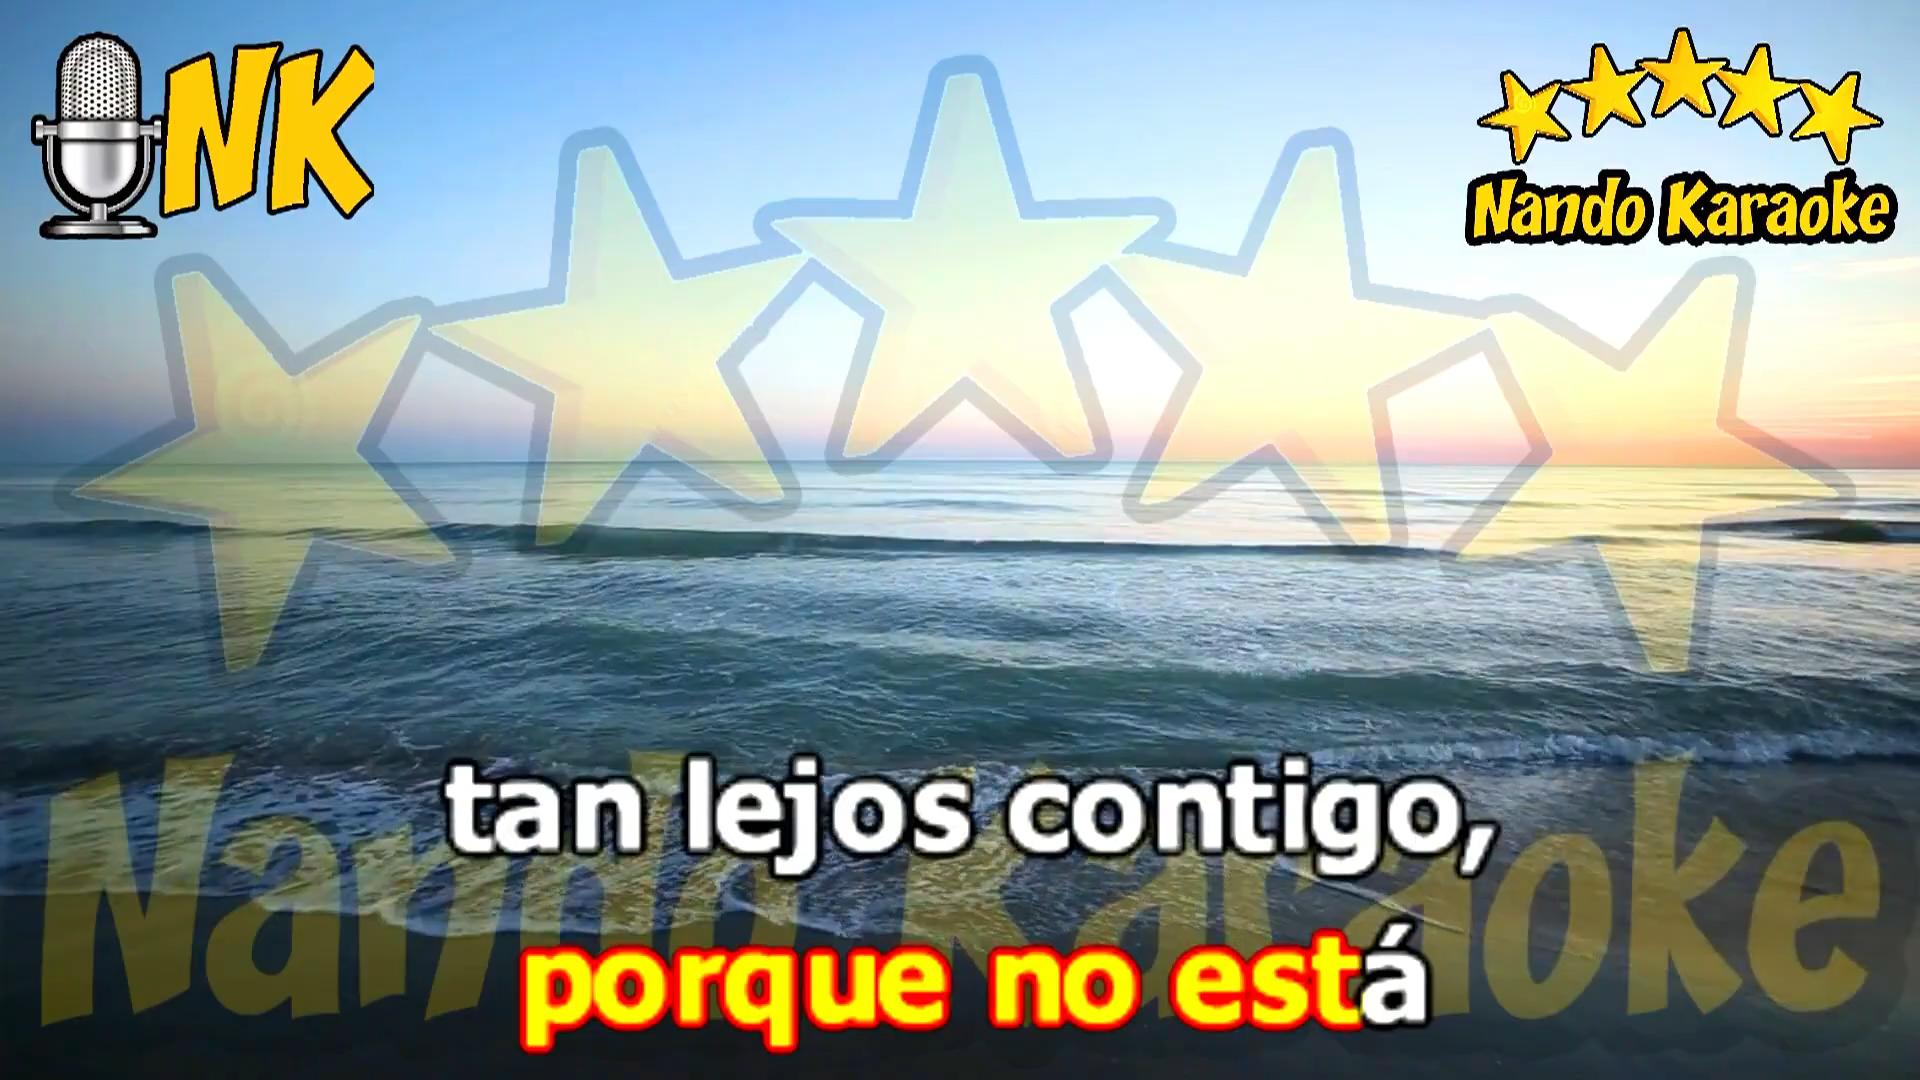 NK
Nando Karaoke
Nando Karaoke
tan lejos contigo,
porque no está